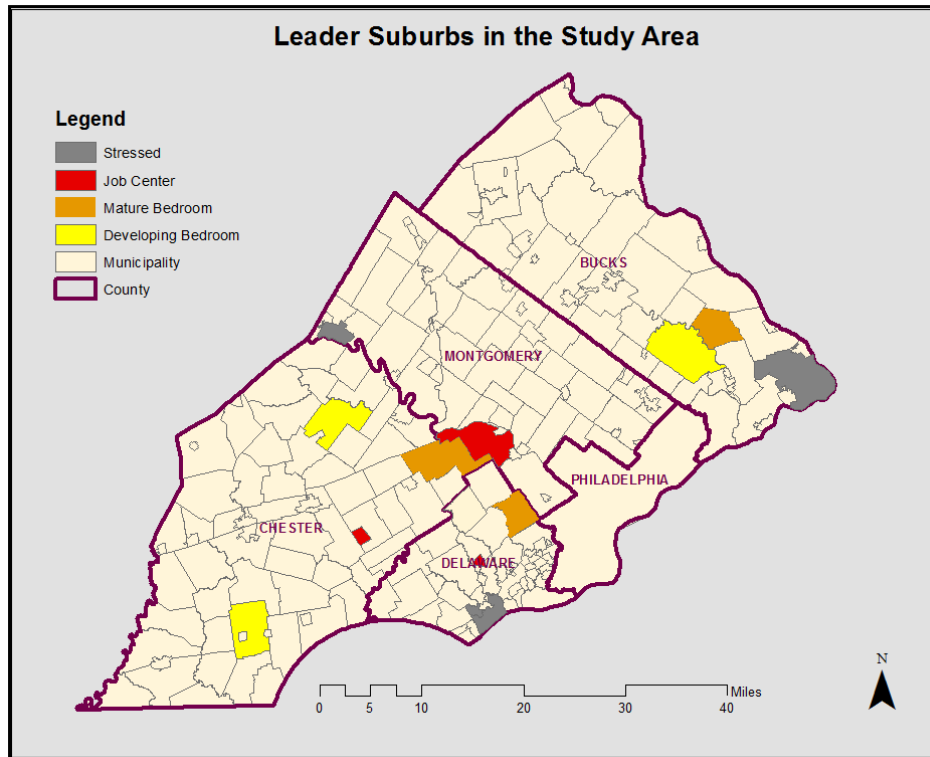 Leader Suburbs in the Study Area
Legend
Stressed
Job Center
Mature Bedroom
Developing Bedroom
Municipality
County
BUCKS
MONTGOMERY
PHILADELPHIA
CHESTER
DELAWARE
N
Miles
0 5 10 20 30 40